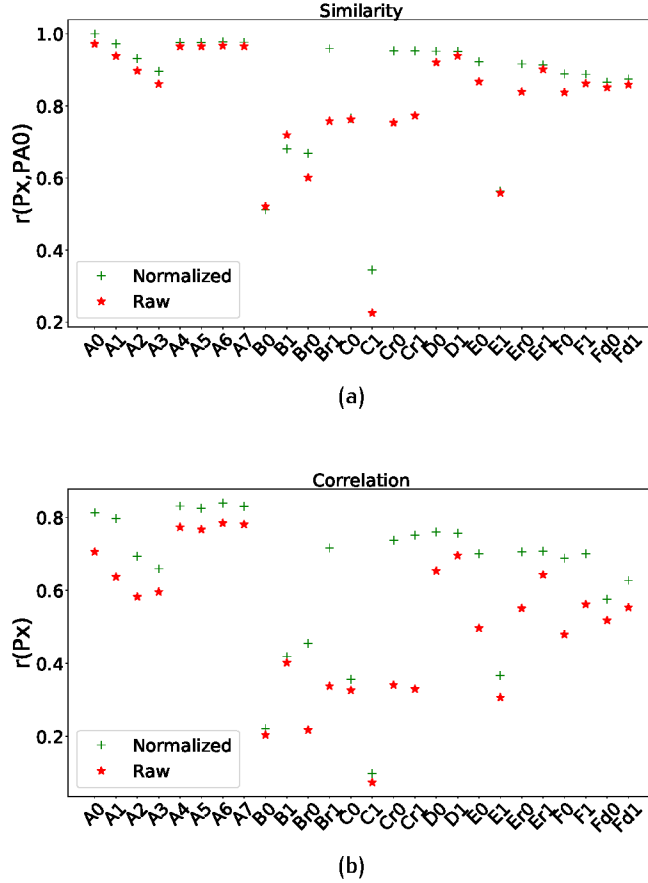 Similarity
r(Px,PA0)
1.0
0.8
0.6
0.4
0.2
Normalized
Raw
A0 A1 A2 A3 A4 A5 A6 A7 B0 B1 Br0 Br1 C0 C1 Cr0 Cr1 D0 D1 E0 E1 Er0 Er1 F0 F1 Fd0 Fd1
(a)
Correlation
r(Px)
0.8
0.6
0.4
0.2
Normalized
Raw
A0 A1 A2 A3 A4 A5 A6 A7 B0 B1 Br0 Br1 C0 C1 Cr0 Cr1 D0 D1 E0 E1 Er0 Er1 F0 F1 Fd0 Fd1
(b)